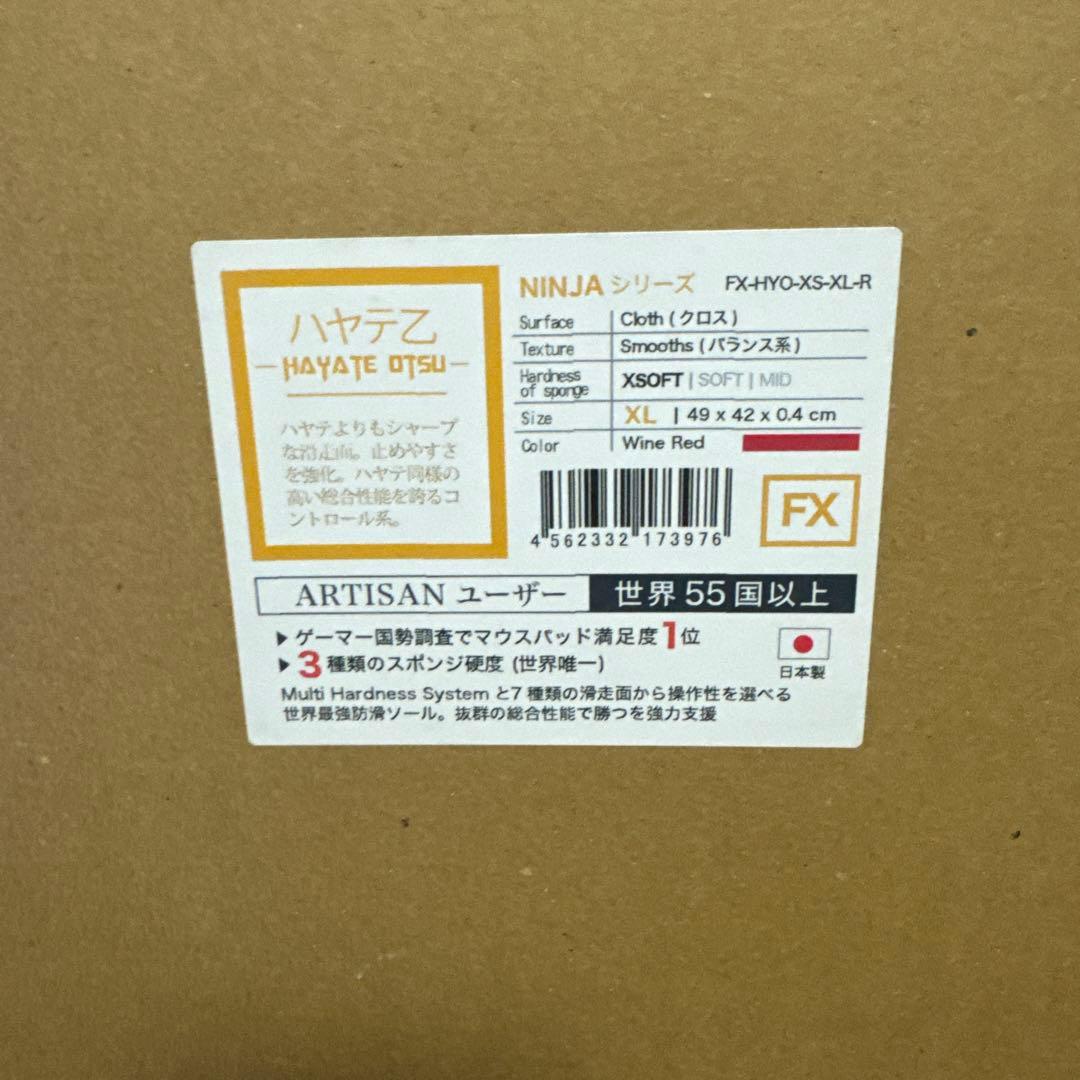 ハヤテ乙
HAYATE OTSU
ハヤテよりもシャープ
な滑走面。止めやすさ
を強化。ハヤテ同様の
高い総合性能を誇るコ
ントロール系。
NINJA シリーズ FX-HYO-XS-XL-R
Surface Cloth (クロス)
Texture Smooths (バランス系)
Hardness
of sponge XSOFT | SOFT | MID
Size XL | 49 x 42 x 0.4 cm
Color Wine Red
4 562332 173976
FX
ARTISAN ユーザー 世界 55 国以上
▶ ゲーマー国勢調査でマウスパッド満足度1位
▶ 3 種類のスポンジ硬度 (世界唯一)
日本製
Multi Hardness System と7 種類の滑走面から操作性を選べる
世界最強防滑ソール。抜群の総合性能で勝つを強力支援